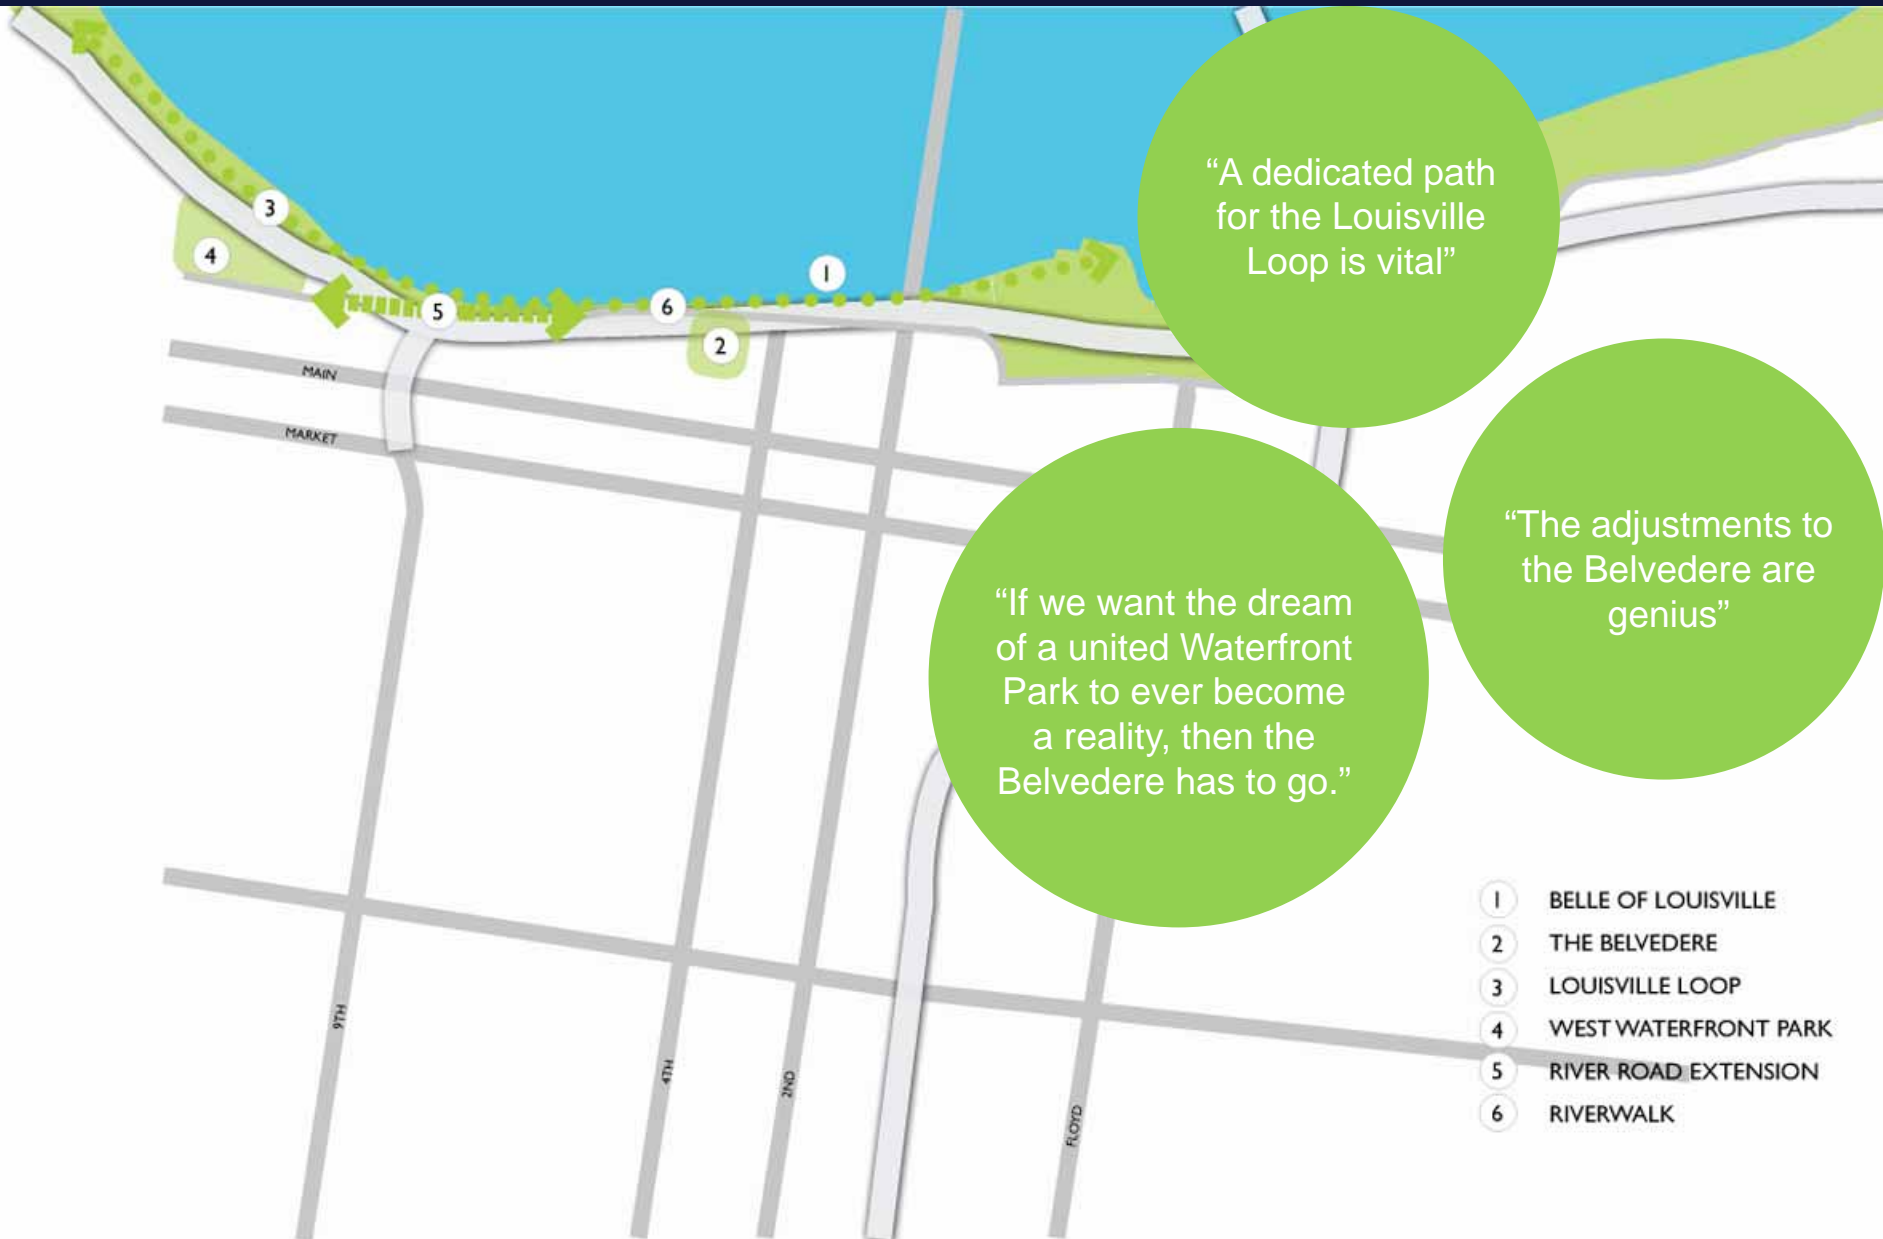 “A dedicated path
for the Louisville
Loop is vital”
3
4
1
5
6
2
MAIN
MARKET
“The adjustments to
the Belvedere are
genius”
“If we want the dream
of a united Waterfront
Park to ever become
a reality, then the
Belvedere has to go.”
9TH
4TH
2ND
FLOYD
1 BELLE OF LOUISVILLE
2 THE BELVEDERE
3 LOUISVILLE LOOP
4 WEST WATERFRONT PARK
5 RIVER ROAD EXTENSION
6 RIVERWALK